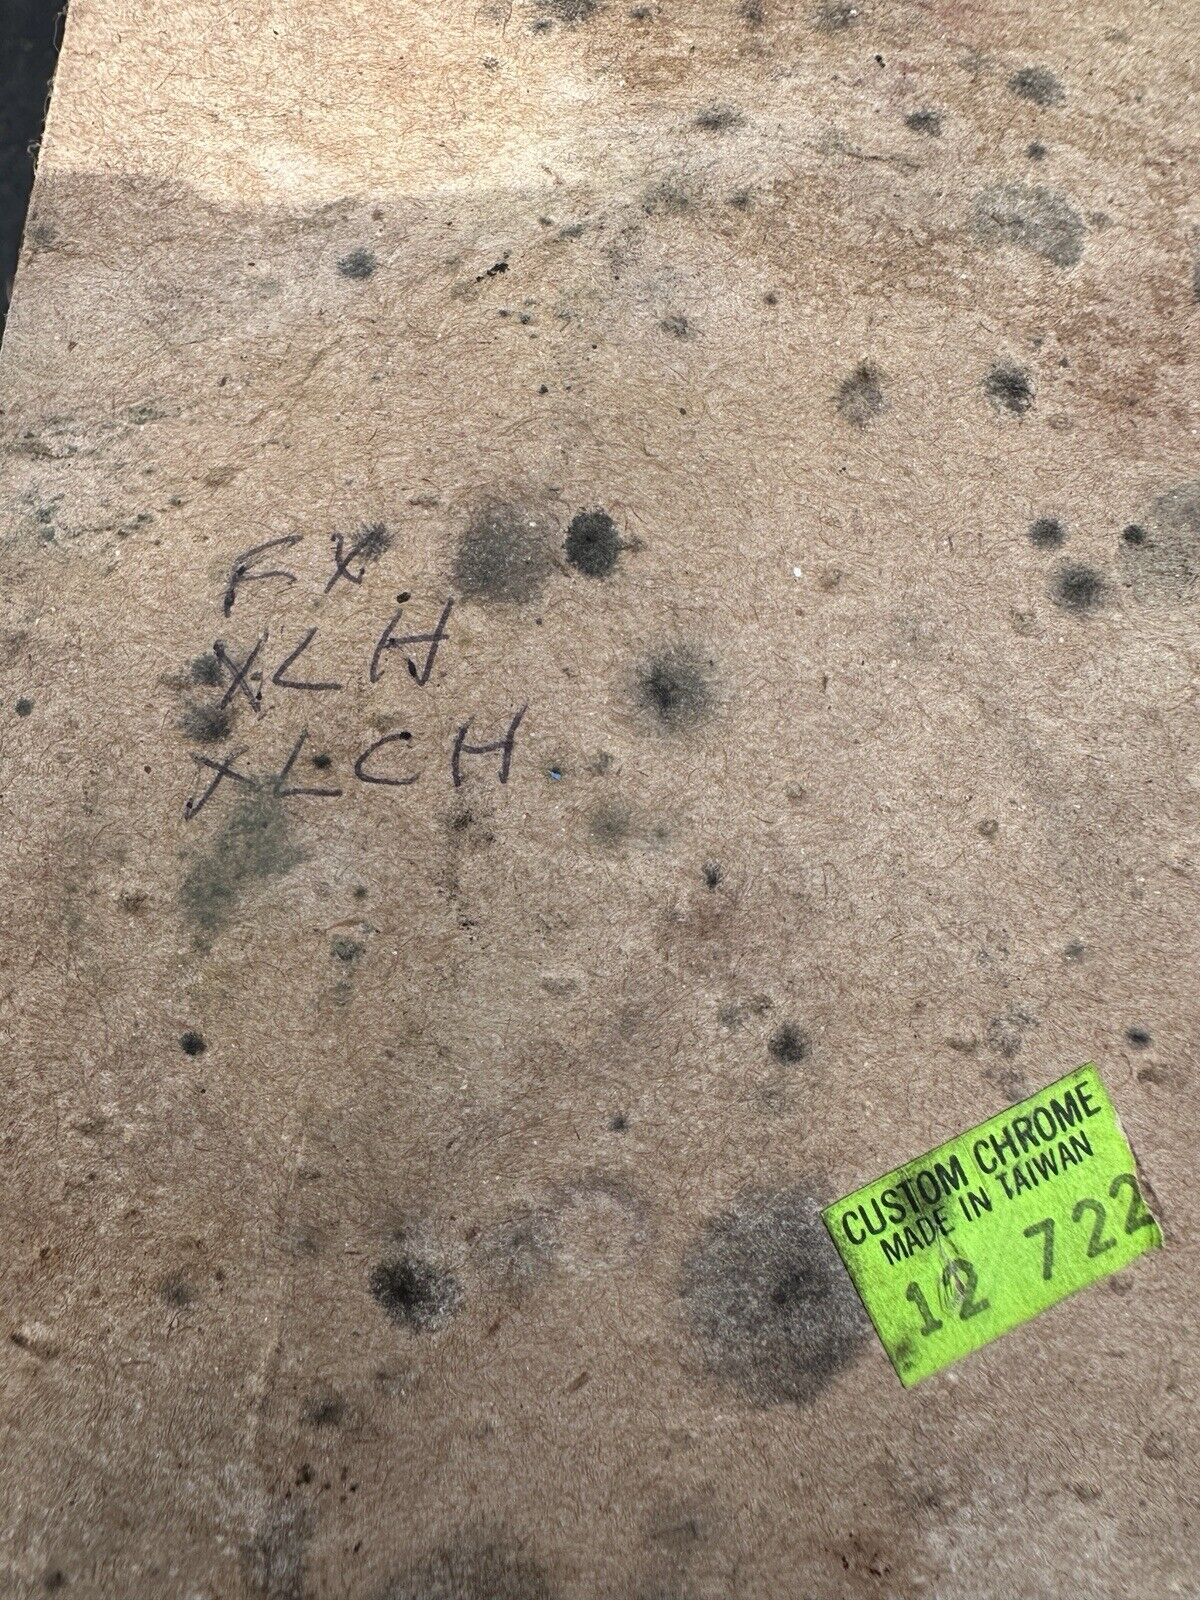 FX
XLH
XLCH
CUSTOM CHROME
MADE IN TAIWAN
12 722